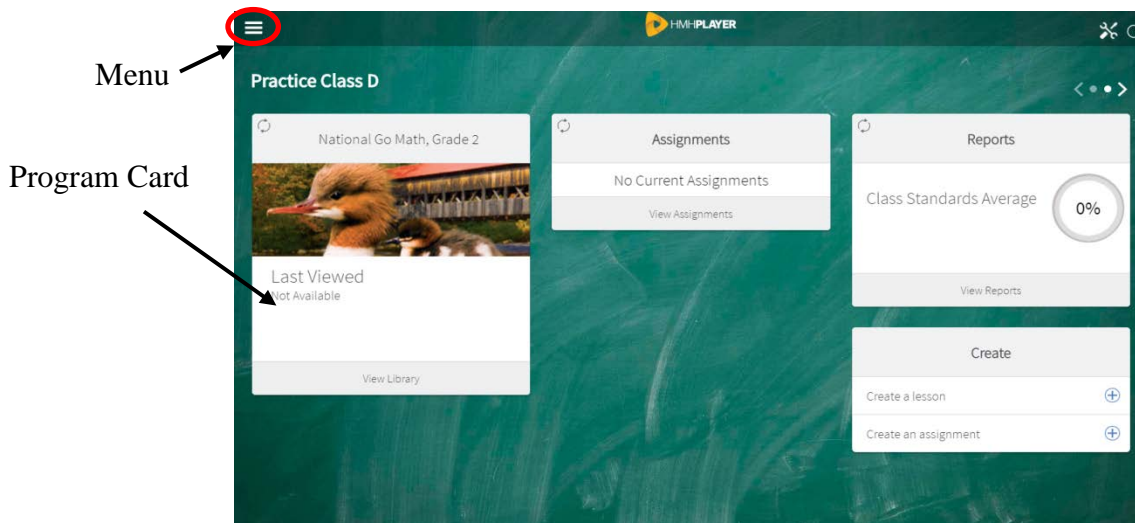 HMHPLAYER
Menu
Practice Class D
National Go Math, Grade 2
Assignments
Reports
No Current Assignments
Class Standards Average
0%
View Assignments
Program Card
Last Viewed
Not Available
View Reports
Create
View Library
Create a lesson
Create an assignment